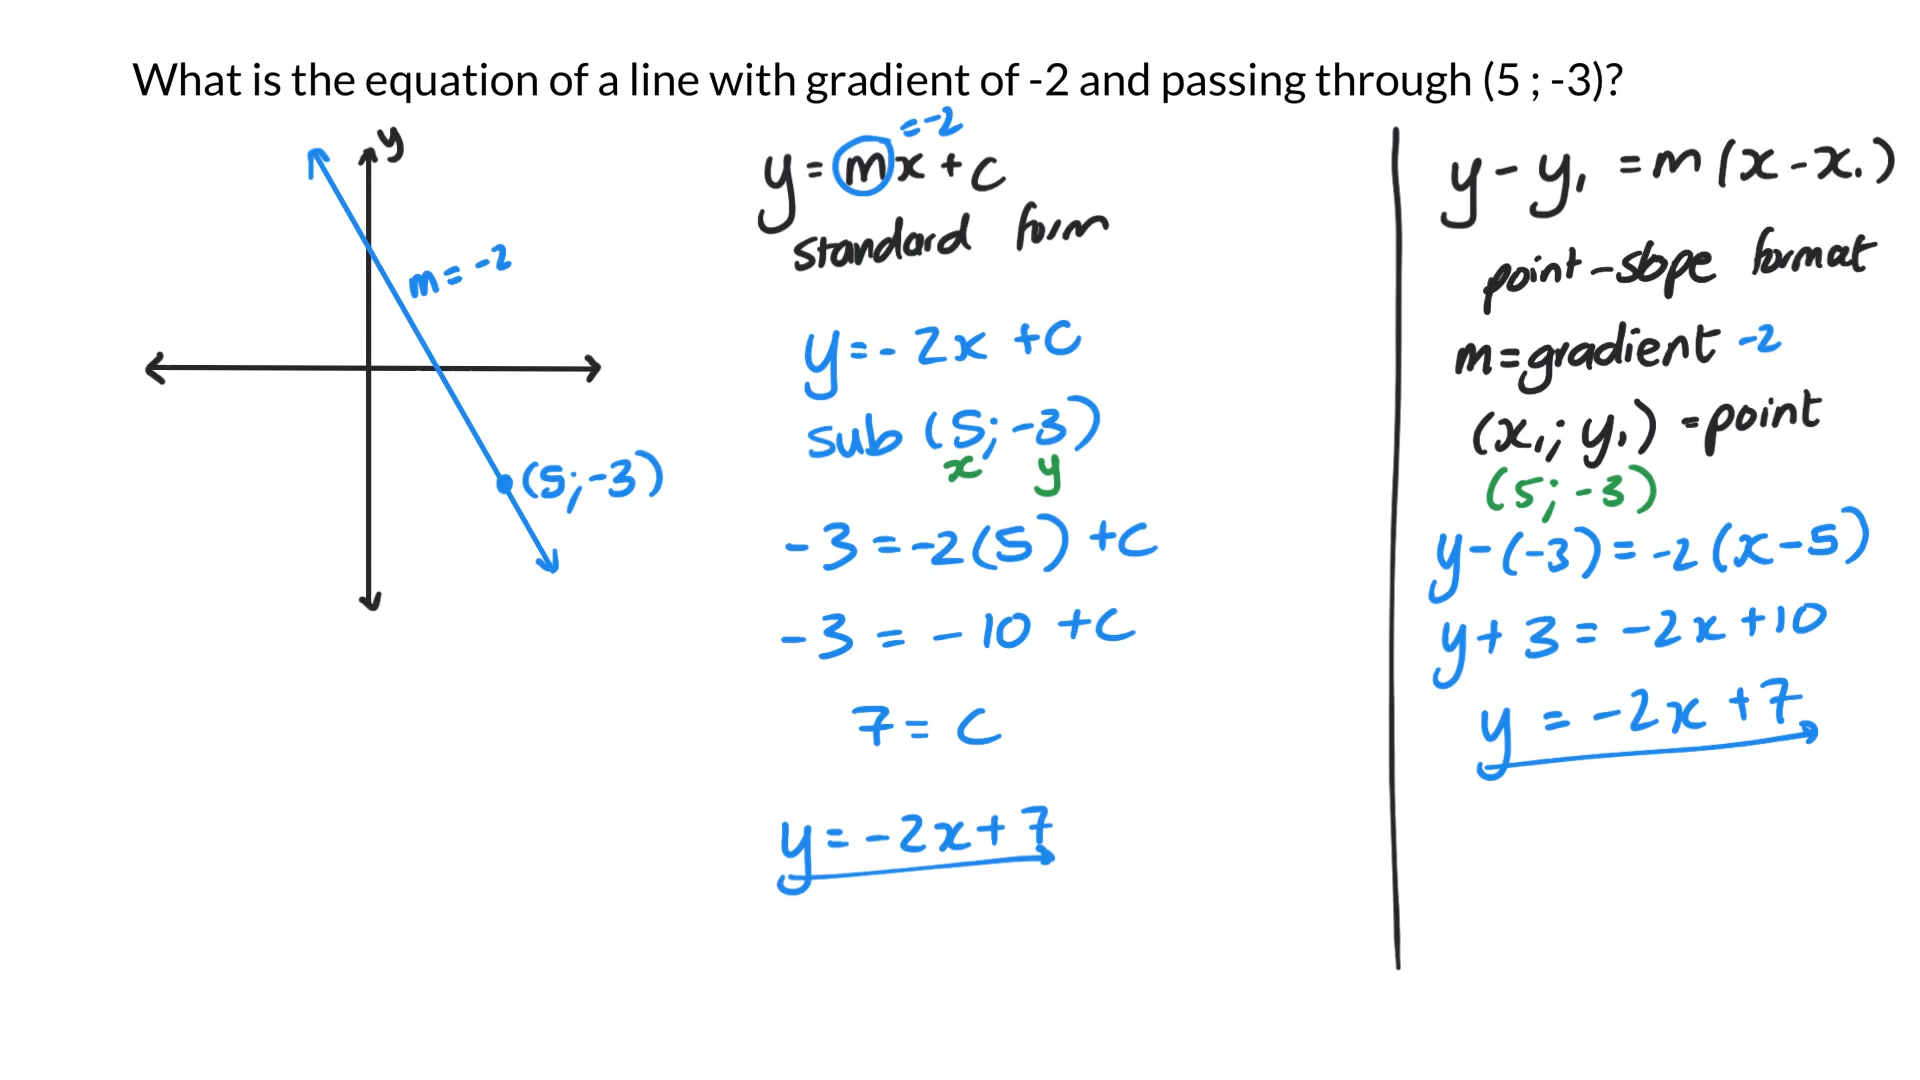 What is the equation of a line with gradient of -2 and passing through (5 ; -3)?
y
m = -2
(5; -3)
= -2
y = mx + c
standard form
y = -2x + c
sub (5; -3)
x y
-3 = -2(5) + c
-3 = -10 + c
7 = c
y = -2x + 7
y - y₁ = m(x - x₁)
point-slope format
m = gradient -2
(x₁; y₁) = point
(5; -3)
y - (-3) = -2(x - 5)
y + 3 = -2x + 10
y = -2x + 7